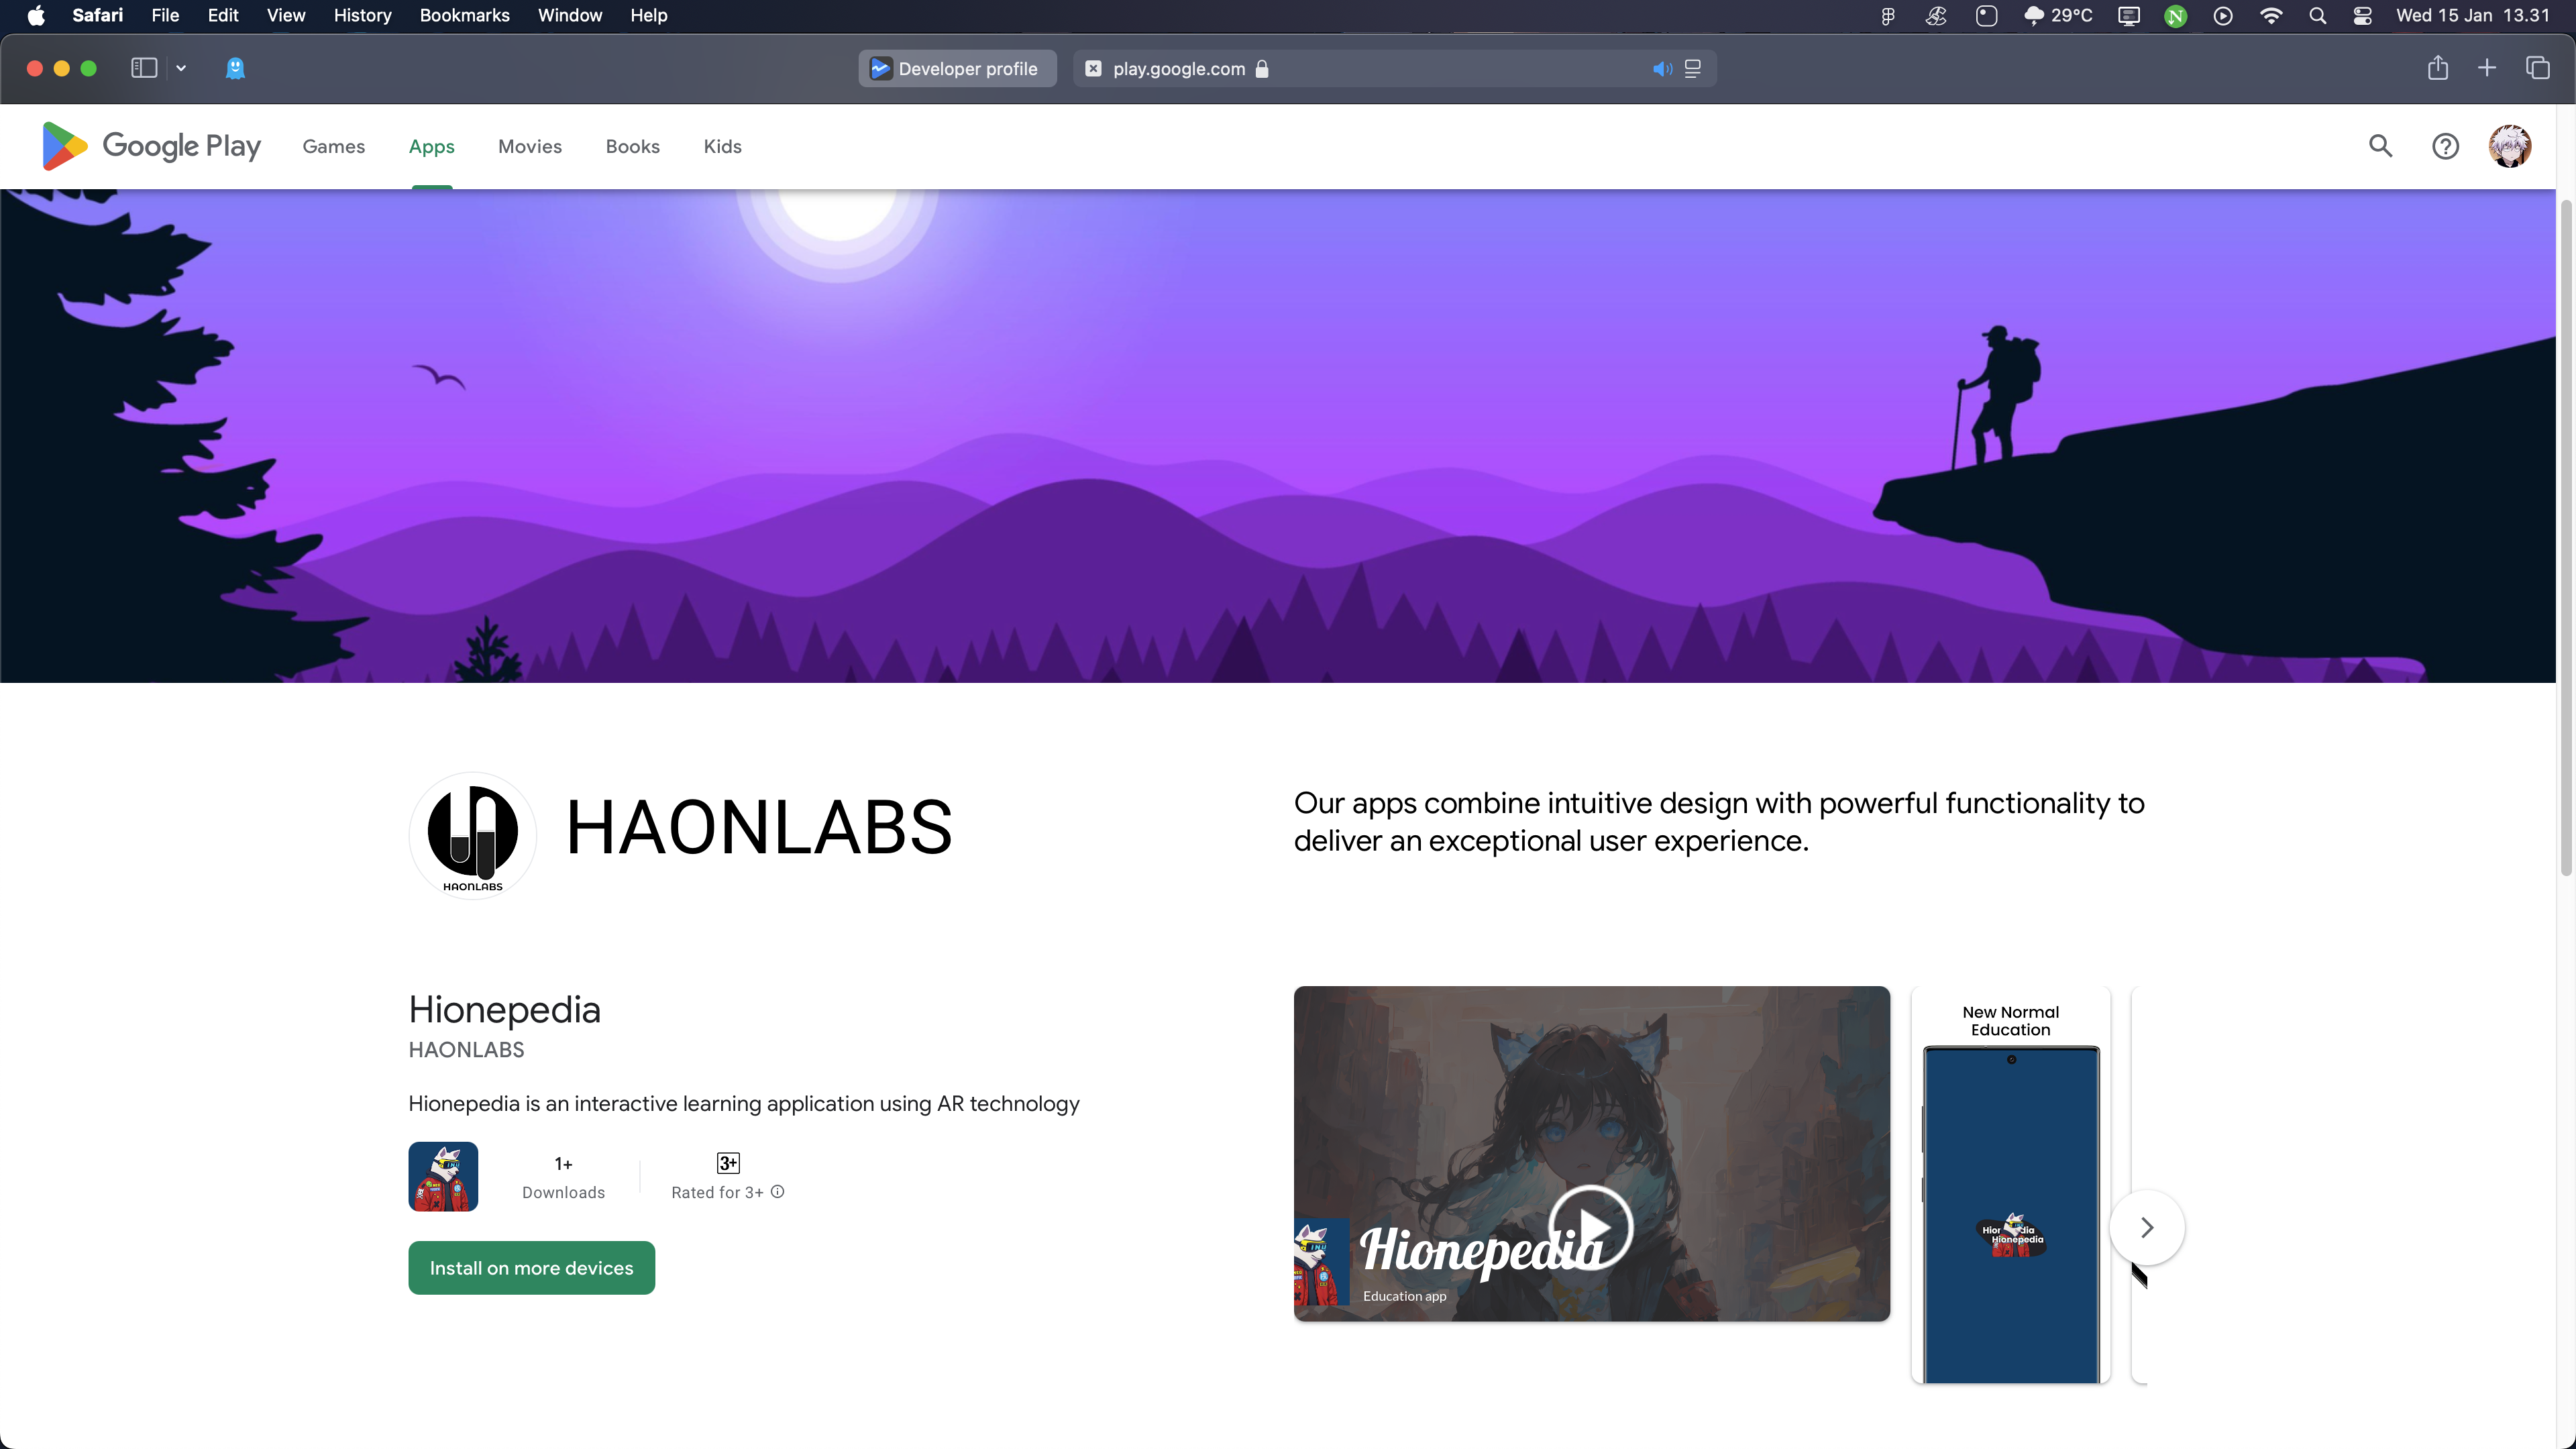 Safari File Edit View History Bookmarks Window Help 29°C Wed 15 Jan 13.31
Developer profile play.google.com
Google Play Games Apps Movies Books Kids
HAONLABS
HAONLABS
Our apps combine intuitive design with powerful functionality to
deliver an exceptional user experience.
Hionepedia
HAONLABS
Hionepedia is an interactive learning application using AR technology
1+
Downloads
3+
Rated for 3+
Install on more devices
INU
Hionepedia
Education app
New Normal
Education
Hionepedia